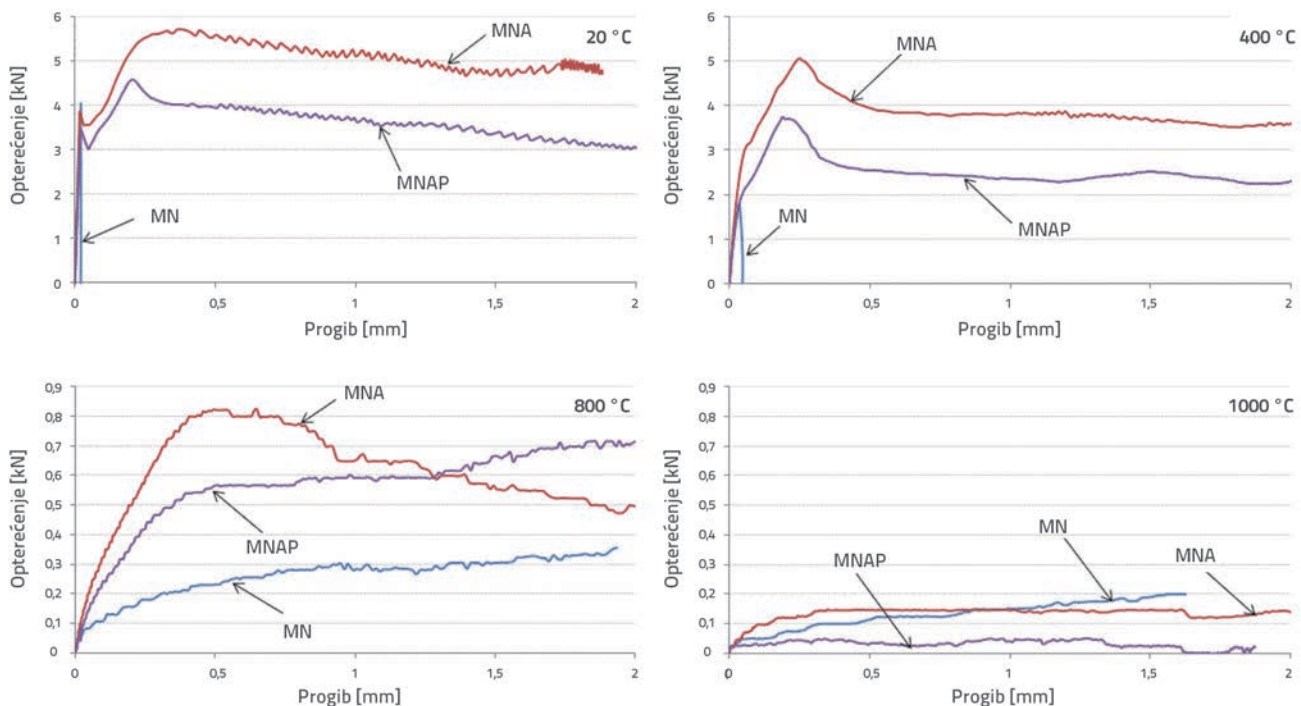 20 °C
Opterećenje [kN]
6
5
4
3
2
1
0
MNA
MNAP
MN
0
0,5
1
1,5
2
Progib [mm]
400 °C
Opterećenje [kN]
6
5
4
3
2
1
0
MNA
MN
MNAP
0
0,5
1
1,5
2
Progib [mm]
800 °C
Opterećenje [kN]
0,9
0,8
0,7
0,6
0,5
0,4
0,3
0,2
0,1
0
MNA
MNAP
MN
0
0,5
1
1,5
2
Progib [mm]
1000 °C
Opterećenje [kN]
0,9
0,8
0,7
0,6
0,5
0,4
0,3
0,2
0,1
0
MN
MNAP
MNA
0
0,5
1
1,5
2
Progib [mm]